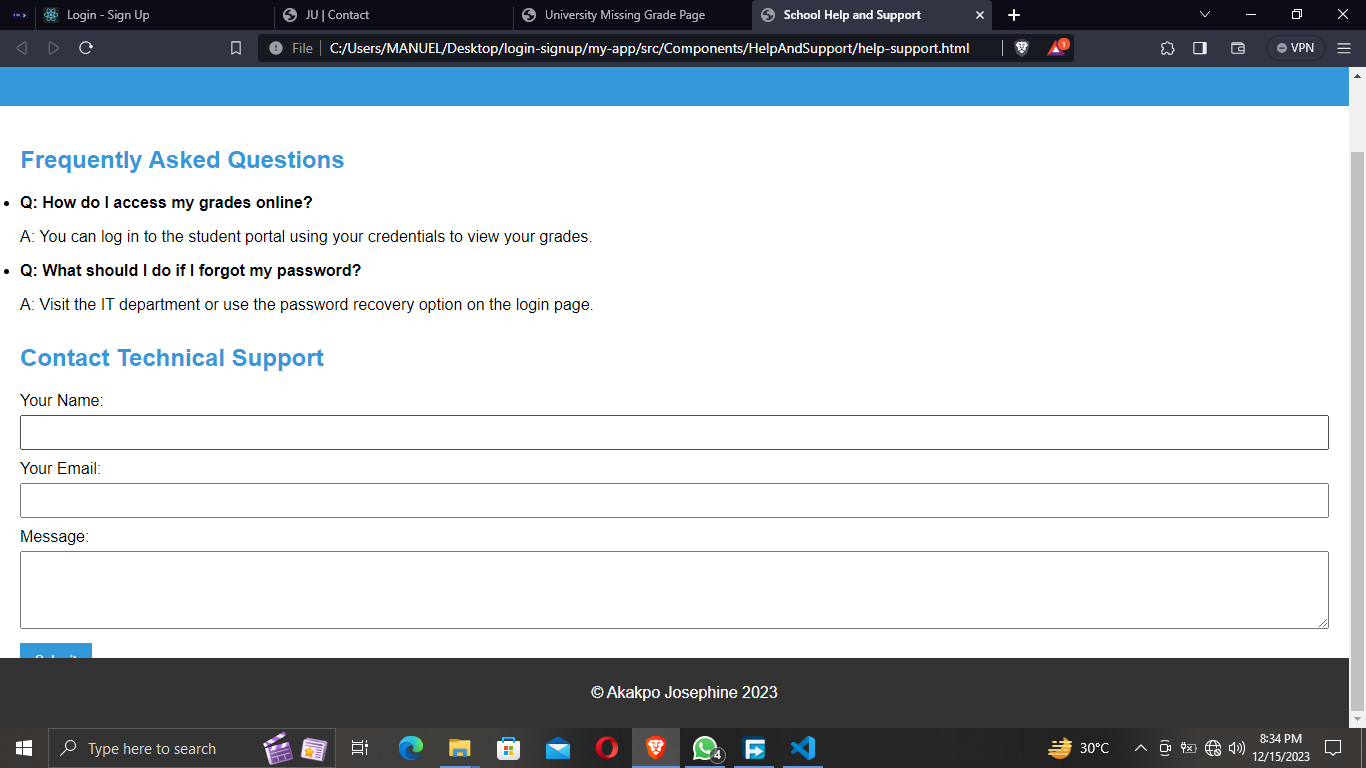 Login - Sign Up
JU | Contact
University Missing Grade Page
School Help and Support
File
C:/Users/MANUEL/Desktop/login-signup/my-app/src/Components/HelpAndSupport/help-support.html
1
VPN
Frequently Asked Questions
Q: How do I access my grades online?
A: You can log in to the student portal using your credentials to view your grades.
Q: What should I do if I forgot my password?
A: Visit the IT department or use the password recovery option on the login page.
Contact Technical Support
Your Name:
Your Email:
Message:
Submit
© Akakpo Josephine 2023
Type here to search
4
30°C
8:34 PM
12/15/2023